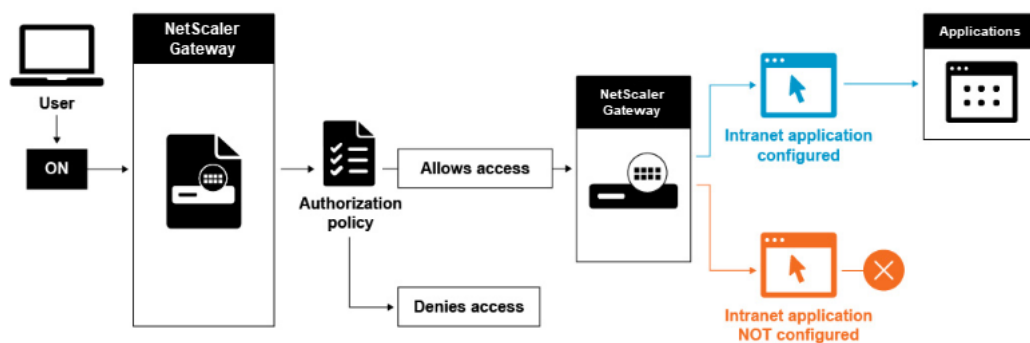 User
ON
NetScaler
Gateway
Authorization
policy
Allows access
Denies access
NetScaler
Gateway
Intranet application
configured
Intranet application
NOT configured
Applications